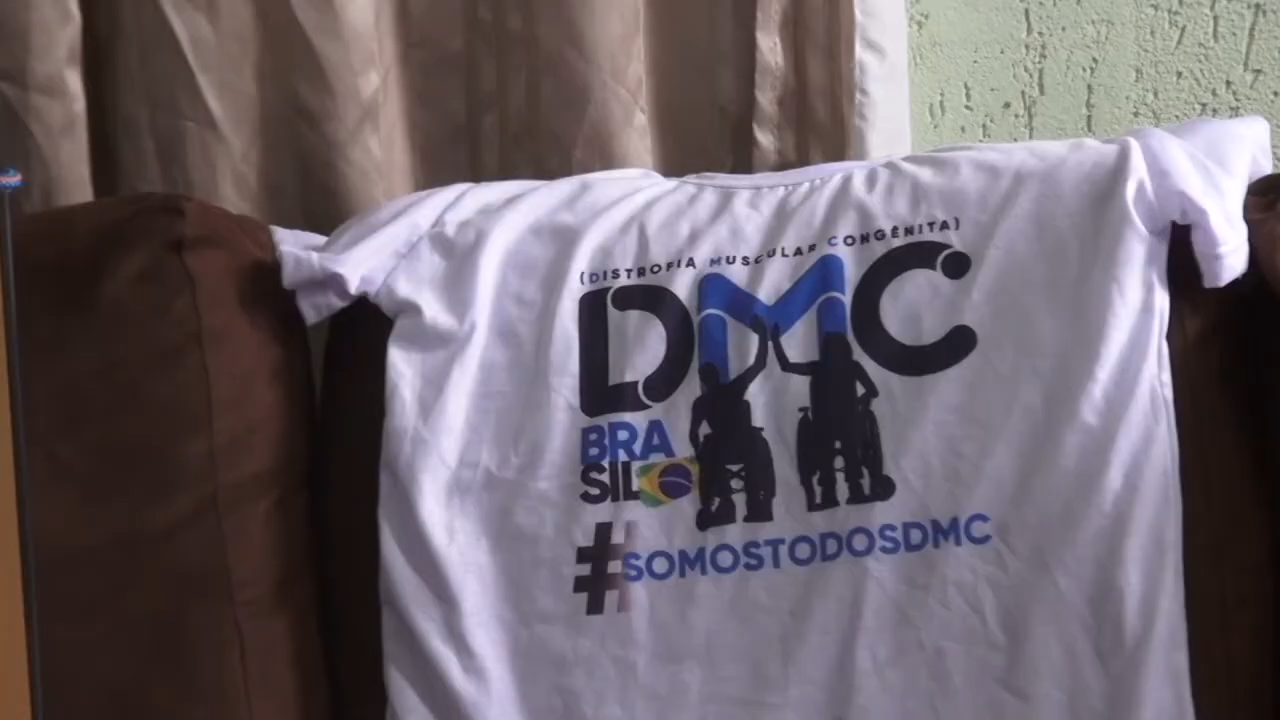 (DISTROFIA MUSCULAR CONGÊNITA)
DMC
BRA
SIL
#SOMOSTODOSDMC